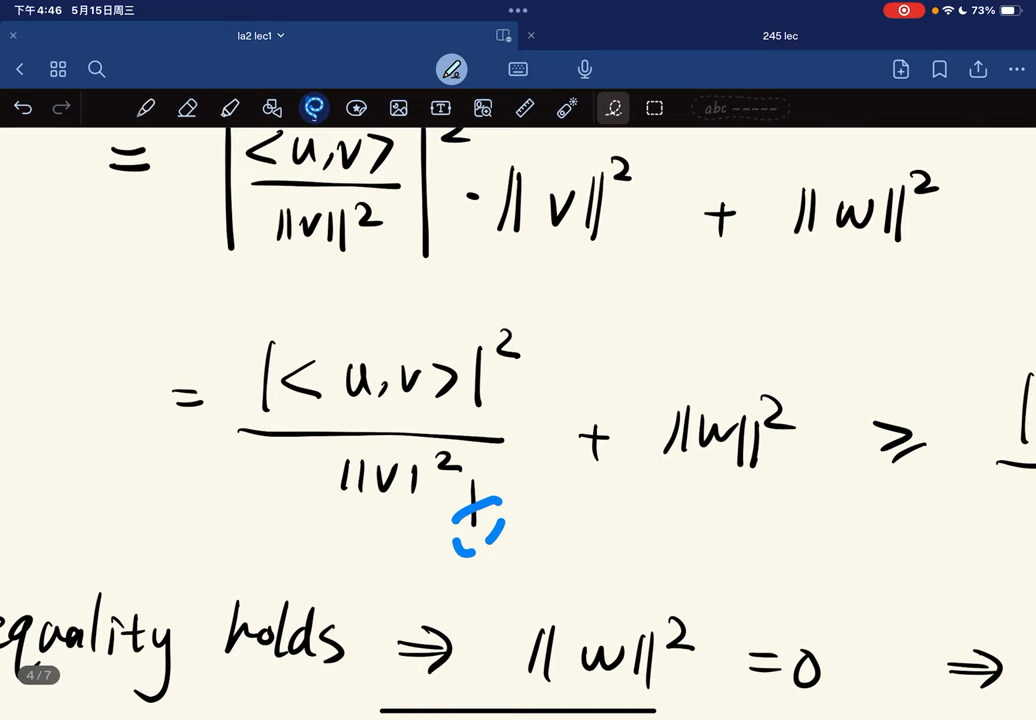 下午4:46 5月15日周三 73%
la2 lec1 245 lec
abc
= |<u,v> / ||v||²|² · ||v||² + ||w||²
= |<u,v>|² / ||v|² + ||w||² ≥ |
equality holds ⇒ ||w||² = 0 ⇒
4 / 7